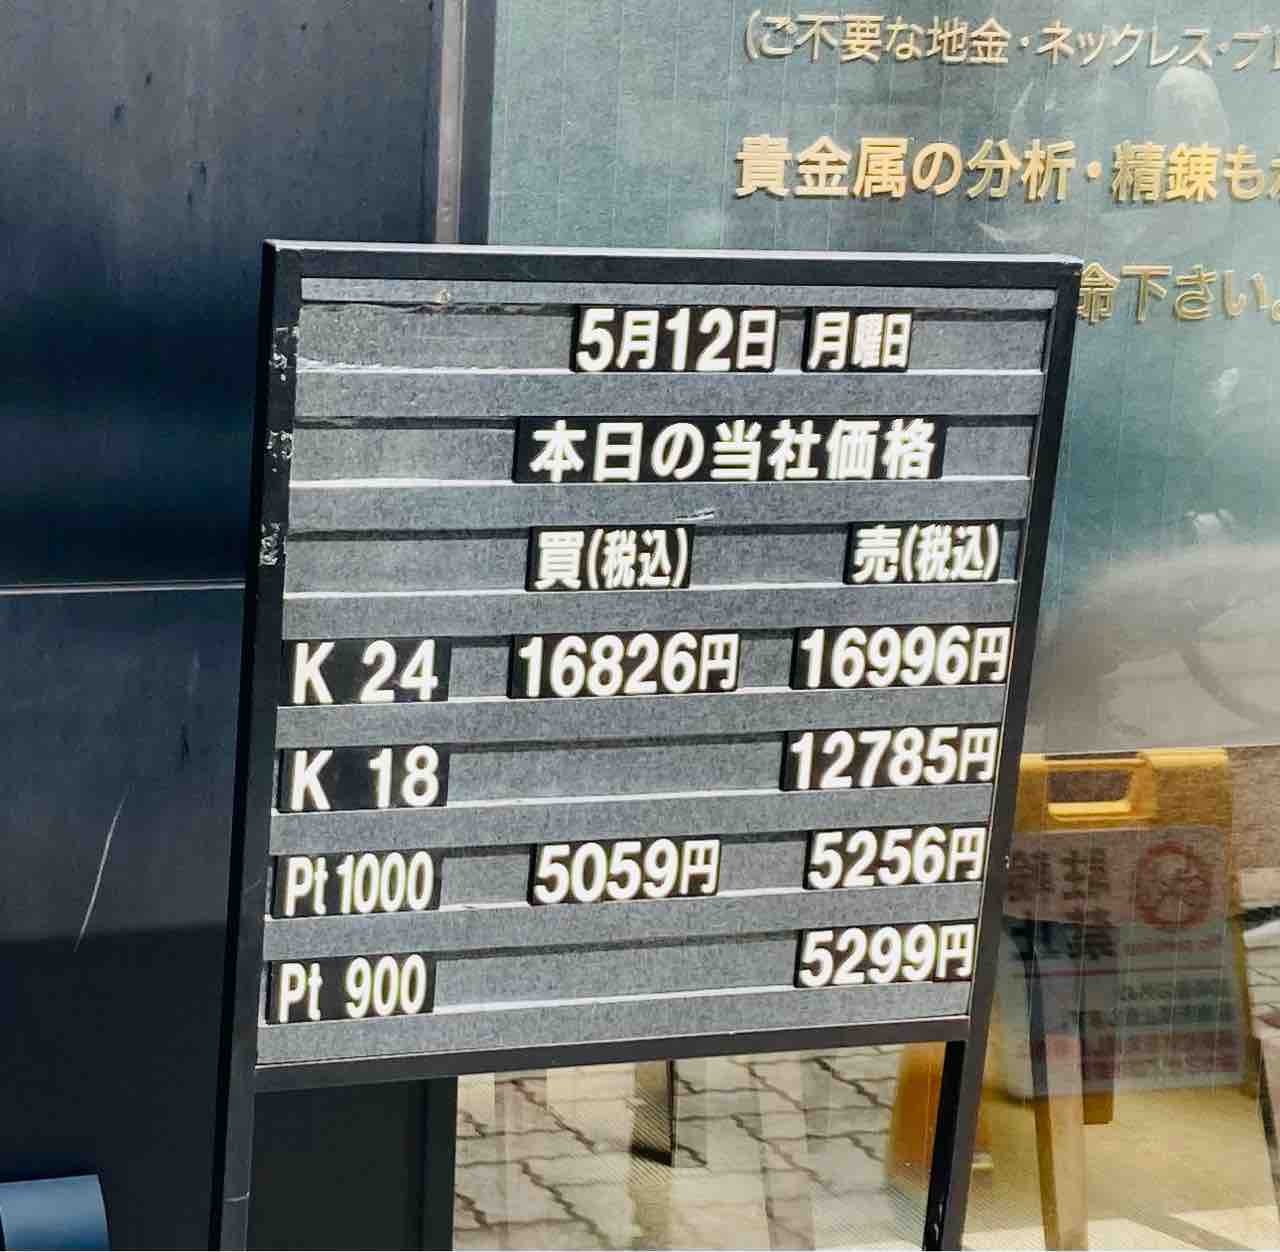 (ご不要な地金・ネックレス・ブ
貴金属の分析・精錬も
命下さい。
5月12日 月曜日
本日の当社価格
買(税込) 売(税込)
K 24 16826円 16996円
K 18 12785円
Pt1000 5059円 5256円
Pt 900 5299円